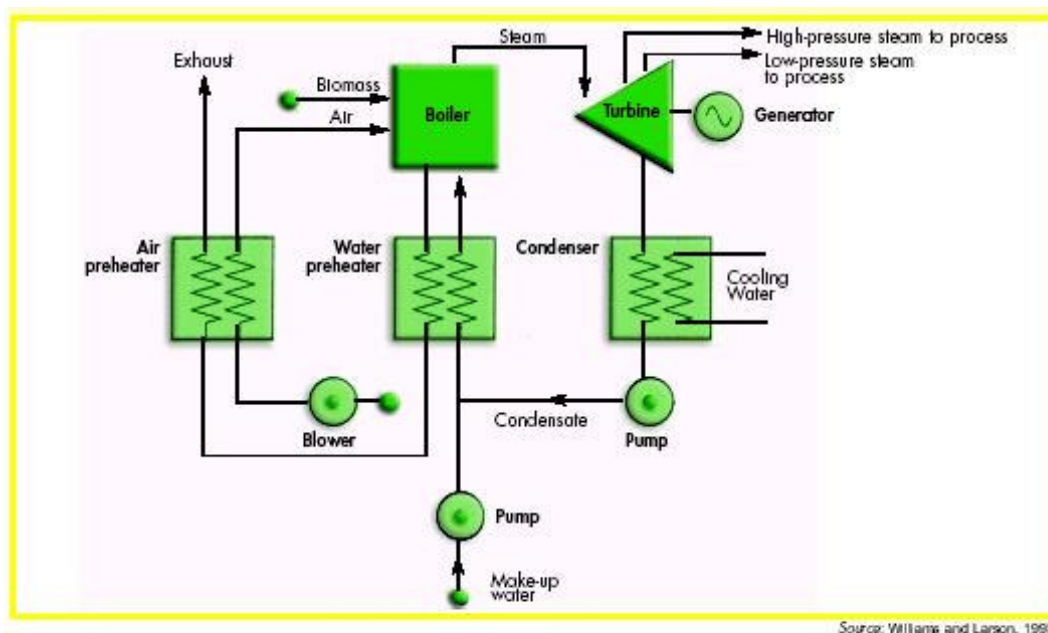 Steam
High-pressure steam to process
Low-pressure steam
to process
Exhaust
Biomass
Air
Boiler
Turbine
Generator
Air
preheater
Water
preheater
Condenser
Cooling
Water
Blower
Condensate
Pump
Pump
Make-up
water
Source: Williams and Larson,